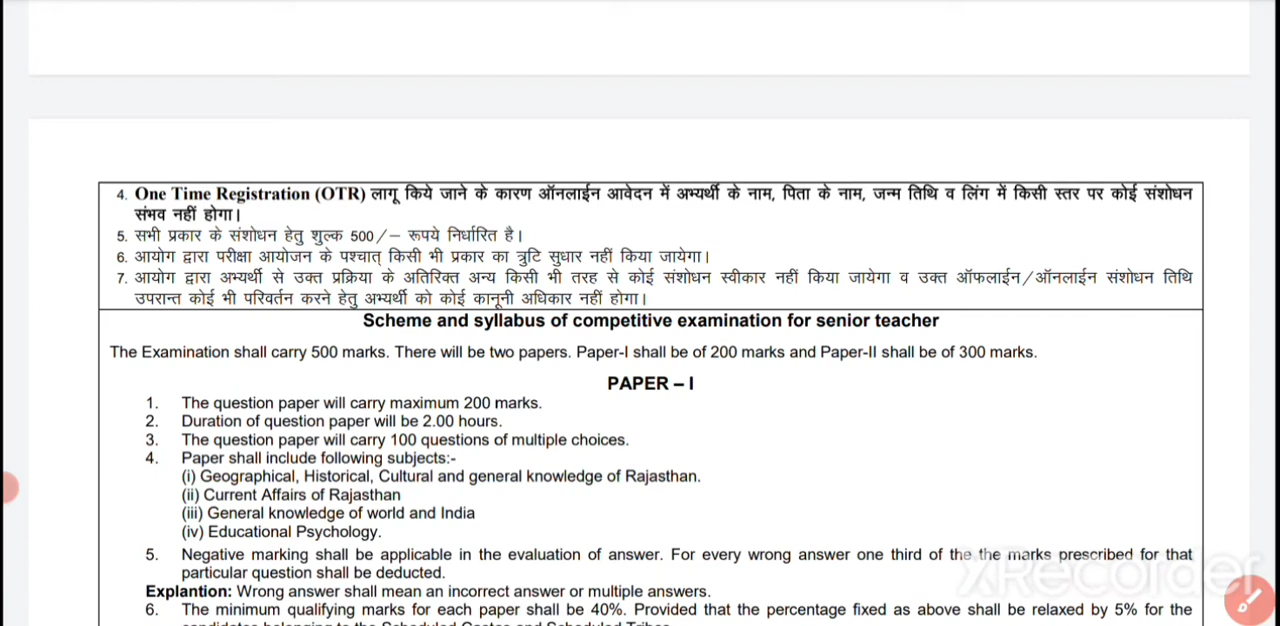 4. One Time Registration (OTR) लागू किये जाने के कारण ऑनलाईन आवेदन में अभ्यर्थी के नाम, पिता के नाम, जन्म तिथि व लिंग में किसी स्तर पर कोई संशोधन
संभव नहीं होगा।
5. सभी प्रकार के संशोधन हेतु शुल्क 500/– रूपये निर्धारित है।
6. आयोग द्वारा परीक्षा आयोजन के पश्चात् किसी भी प्रकार का त्रुटि सुधार नहीं किया जायेगा।
7. आयोग द्वारा अभ्यर्थी से उक्त प्रक्रिया के अतिरिक्त अन्य किसी भी तरह से कोई संशोधन स्वीकार नहीं किया जायेगा व उक्त ऑफलाईन/ऑनलाईन संशोधन तिथि
उपरान्त कोई भी परिवर्तन करने हेतु अभ्यर्थी को कोई कानूनी अधिकार नहीं होगा।
Scheme and syllabus of competitive examination for senior teacher
The Examination shall carry 500 marks. There will be two papers. Paper-I shall be of 200 marks and Paper-II shall be of 300 marks.
PAPER – I
1. The question paper will carry maximum 200 marks.
2. Duration of question paper will be 2.00 hours.
3. The question paper will carry 100 questions of multiple choices.
4. Paper shall include following subjects:-
(i) Geographical, Historical, Cultural and general knowledge of Rajasthan.
(ii) Current Affairs of Rajasthan
(iii) General knowledge of world and India
(iv) Educational Psychology.
5. Negative marking shall be applicable in the evaluation of answer. For every wrong answer one third of the the marks prescribed for that
particular question shall be deducted.
Explantion: Wrong answer shall mean an incorrect answer or multiple answers.
6. The minimum qualifying marks for each paper shall be 40%. Provided that the percentage fixed as above shall be relaxed by 5% for the
XRecorder